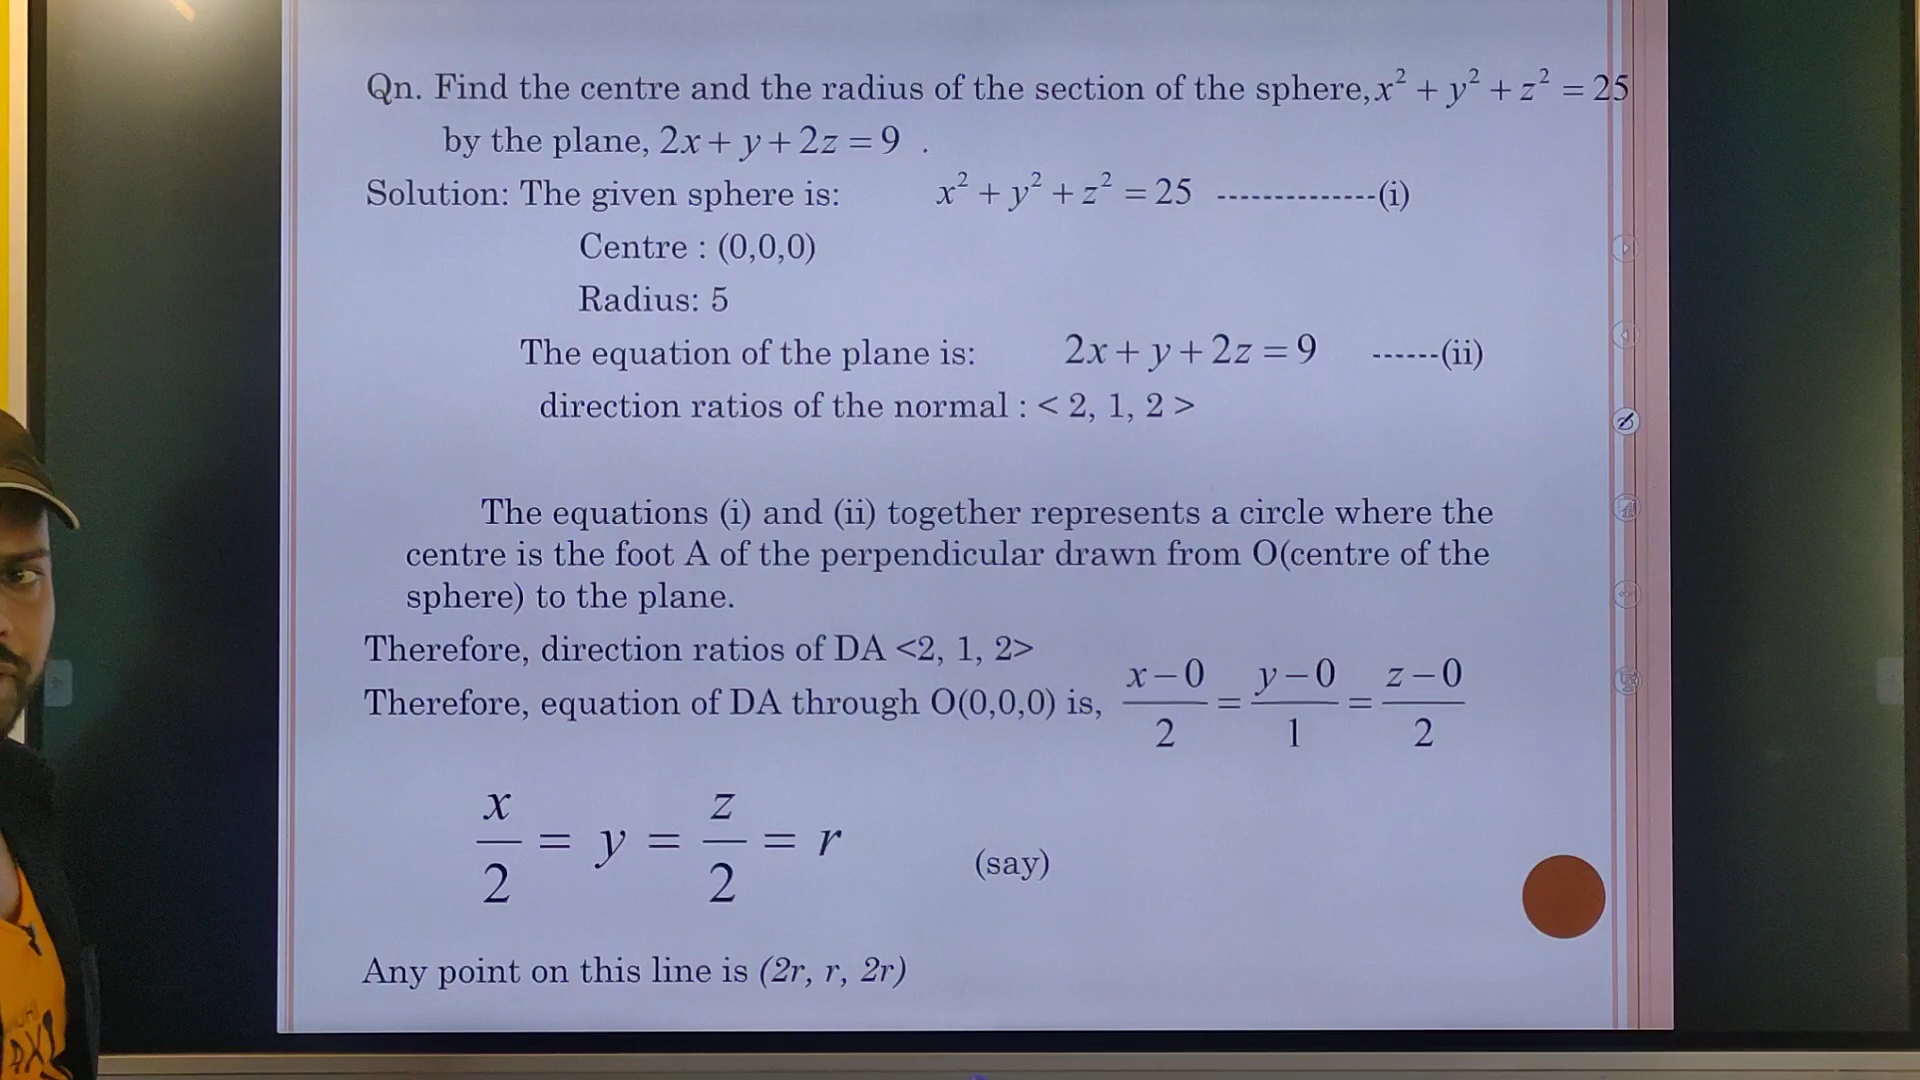 Qn. Find the centre and the radius of the section of the sphere, x² + y² + z² = 25
by the plane, 2x + y + 2z = 9 .
Solution: The given sphere is: x² + y² + z² = 25 --------------(i)
Centre : (0,0,0)
Radius: 5
The equation of the plane is: 2x + y + 2z = 9 ------(ii)
direction ratios of the normal : < 2, 1, 2 >
The equations (i) and (ii) together represents a circle where the
centre is the foot A of the perpendicular drawn from O(centre of the
sphere) to the plane.
Therefore, direction ratios of DA <2, 1, 2>
Therefore, equation of DA through O(0,0,0) is, (x − 0)/2 = (y − 0)/1 = (z − 0)/2
x/2 = y = z/2 = r (say)
Any point on this line is (2r, r, 2r)